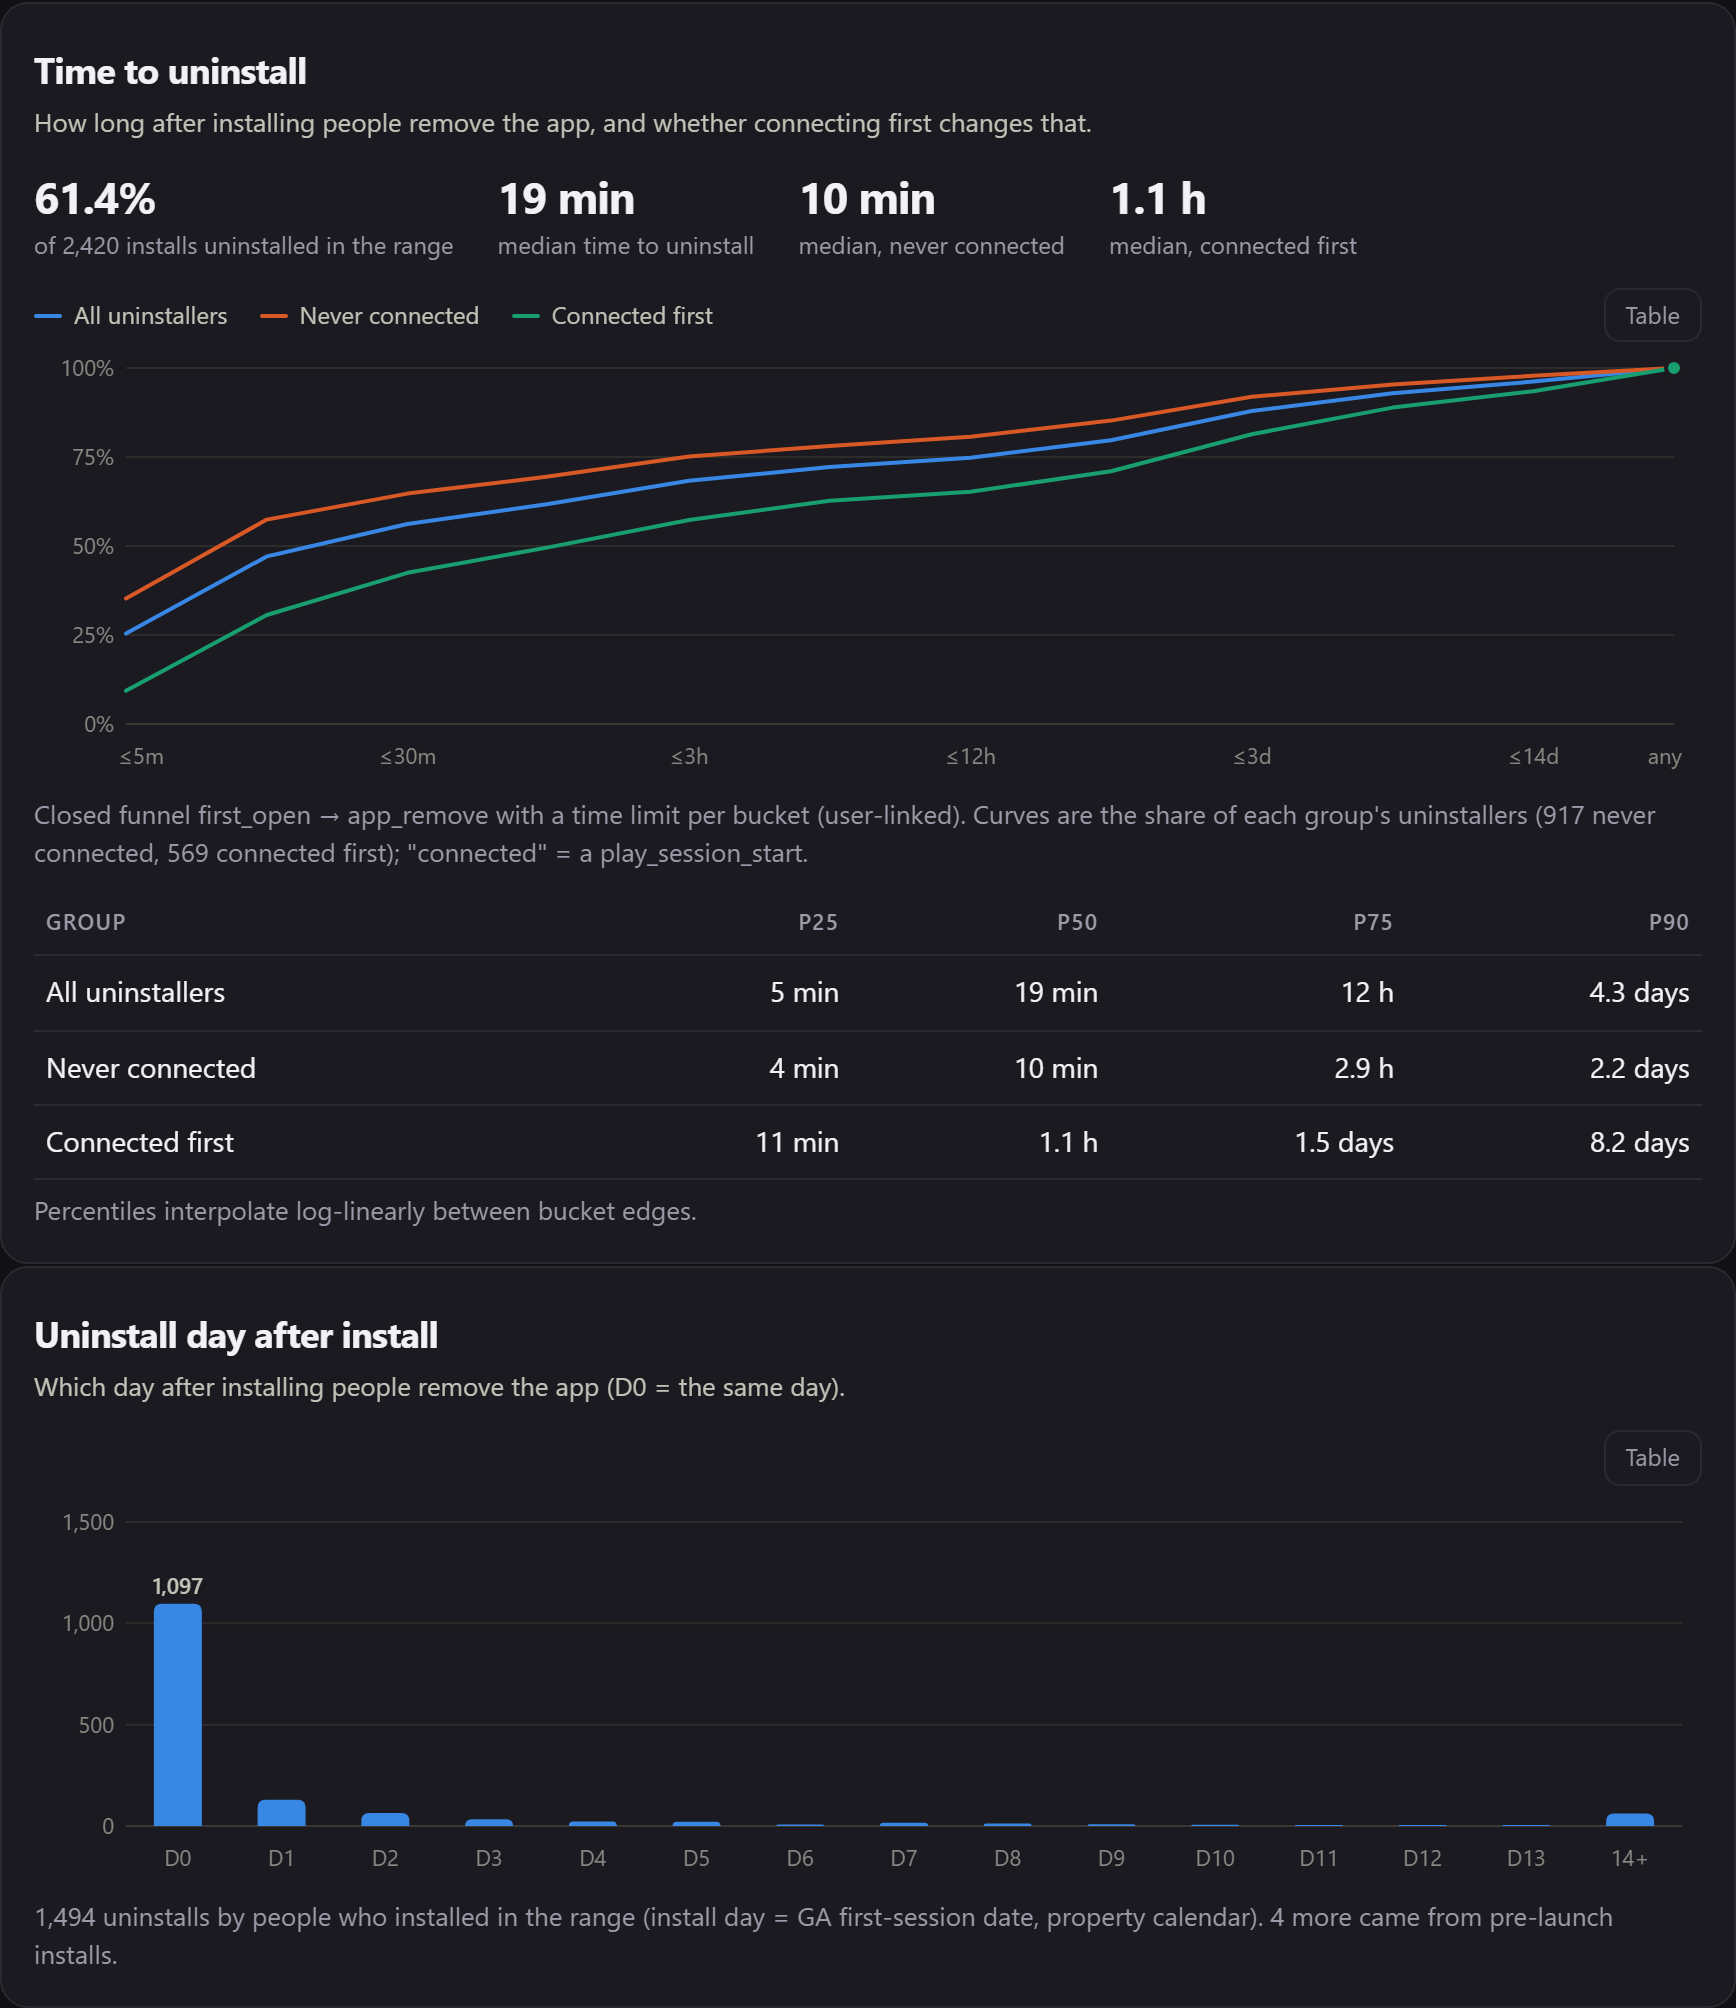 Time to uninstall
How long after installing people remove the app, and whether connecting first changes that.
61.4%
of 2,420 installs uninstalled in the range
19 min
median time to uninstall
10 min
median, never connected
1.1 h
median, connected first
All uninstallers
Never connected
Connected first
Table
100%
75%
50%
25%
0%
≤5m
≤30m
≤3h
≤12h
≤3d
≤14d
any
Closed funnel first_open → app_remove with a time limit per bucket (user-linked). Curves are the share of each group's uninstallers (917 never
connected, 569 connected first); "connected" = a play_session_start.
GROUP P25 P50 P75 P90
All uninstallers 5 min 19 min 12 h 4.3 days
Never connected 4 min 10 min 2.9 h 2.2 days
Connected first 11 min 1.1 h 1.5 days 8.2 days
Percentiles interpolate log-linearly between bucket edges.
Uninstall day after install
Which day after installing people remove the app (D0 = the same day).
Table
1,500
1,097
1,000
500
0
D0 D1 D2 D3 D4 D5 D6 D7 D8 D9 D10 D11 D12 D13 14+
1,494 uninstalls by people who installed in the range (install day = GA first-session date, property calendar). 4 more came from pre-launch
installs.